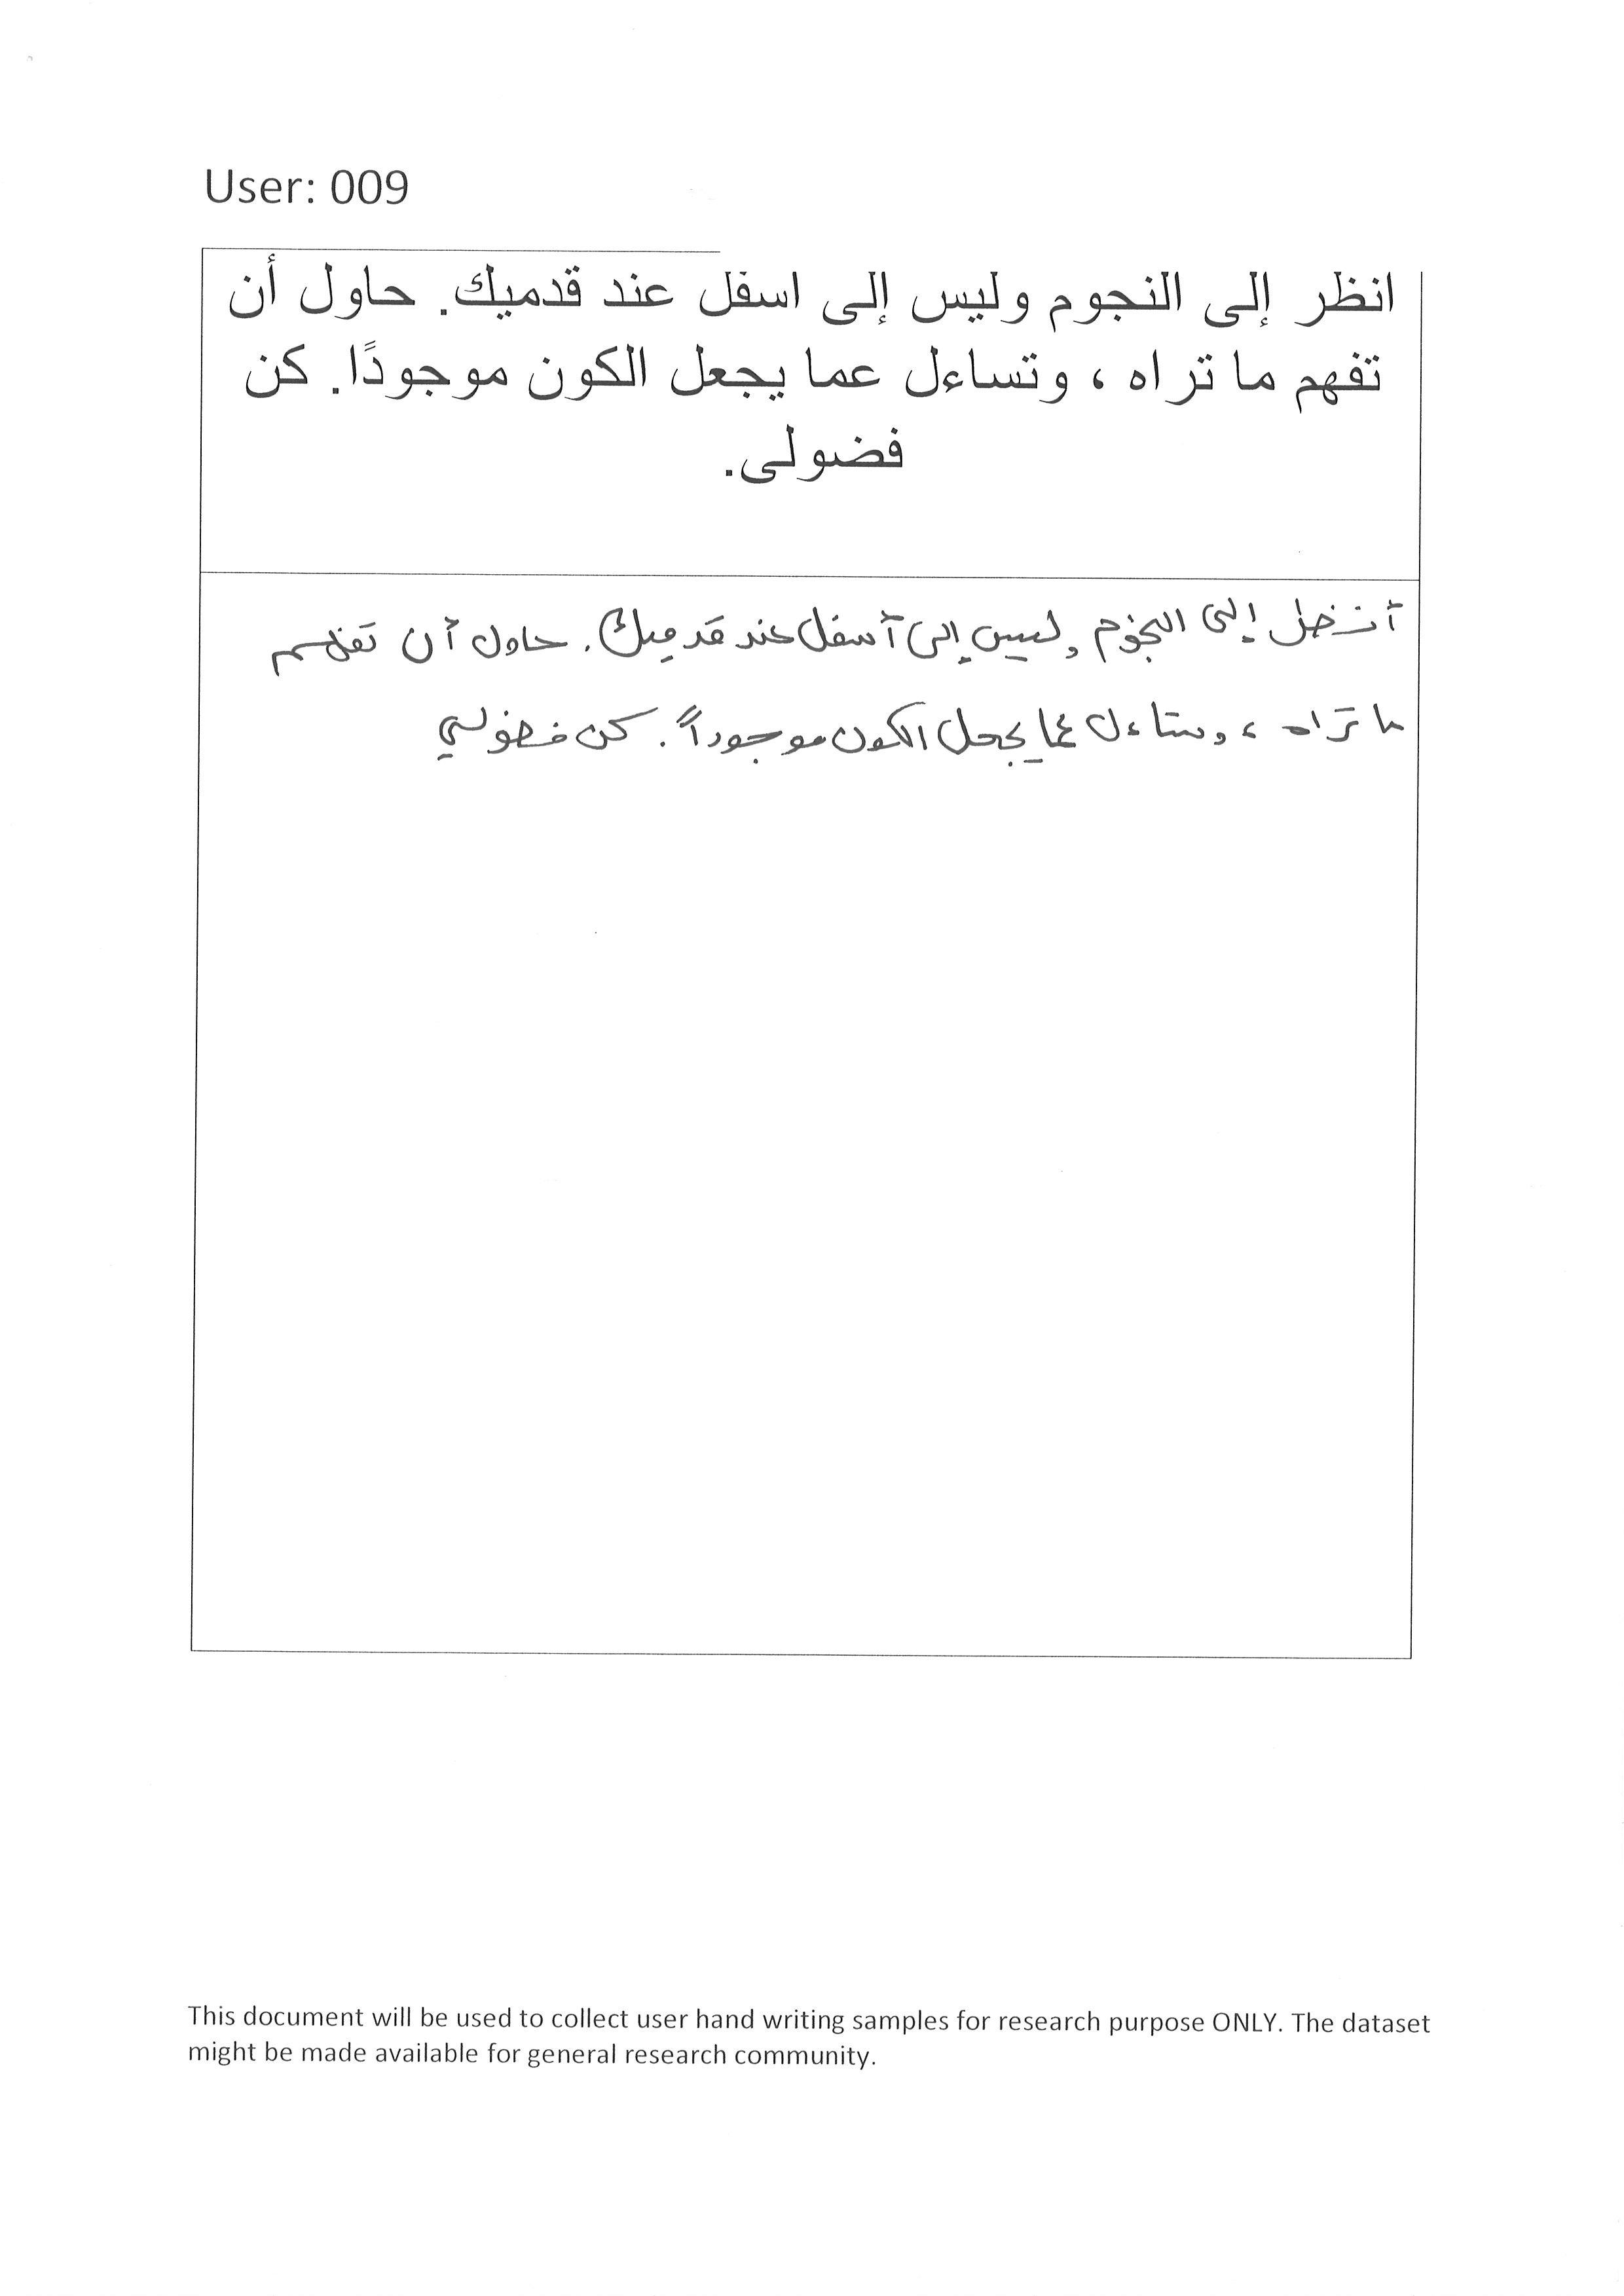 User: 009
انظر إلى النجوم وليس إلى اسفل عند قدميك. حاول أن
تفهم ما تراه ، وتساءل عما يجعل الكون موجودًا. كن
فضولى.
أنظر إلى النجوم وليس إلى أسفل عند قدميك. حاول أن تفهم
ما تراه ، وتساءل عما يجعل الكون موجوداً. كن فضولي
This document will be used to collect user hand writing samples for research purpose ONLY. The dataset
might be made available for general research community.